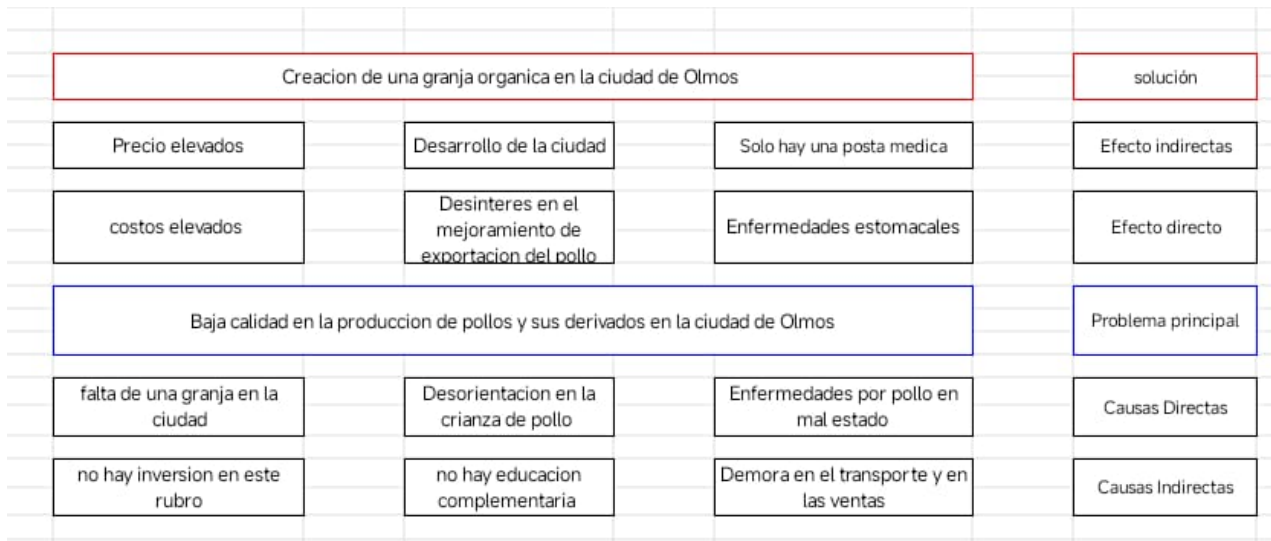 Creacion de una granja organica en la ciudad de Olmos
solución
Precio elevados
Desarrollo de la ciudad
Solo hay una posta medica
Efecto indirectas
costos elevados
Desinteres en el
mejoramiento de
exportacion del pollo
Enfermedades estomacales
Efecto directo
Baja calidad en la produccion de pollos y sus derivados en la ciudad de Olmos
Problema principal
falta de una granja en la
ciudad
Desorientacion en la
crianza de pollo
Enfermedades por pollo en
mal estado
Causas Directas
no hay inversion en este
rubro
no hay educacion
complementaria
Demora en el transporte y en
las ventas
Causas Indirectas